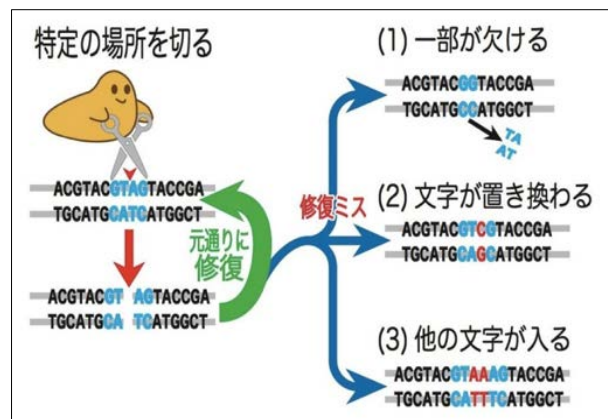 特定の場所を切る
ACGTACGTAGTACCGA
TGCATGCATCATGGCT
ACGTACGT AGTACCGA
TGCATGCA TCATGGCT
元通りに
修復
修復ミス
(1) 一部が欠ける
ACGTACGGTACCGA
TGCATGCCATGGCT
TA
AT
(2) 文字が置き換わる
ACGTACGTCGTACCGA
TGCATGCAGCATGGCT
(3) 他の文字が入る
ACGTACGTAAAGTACCGA
TGCATGCATTTCATGGCT